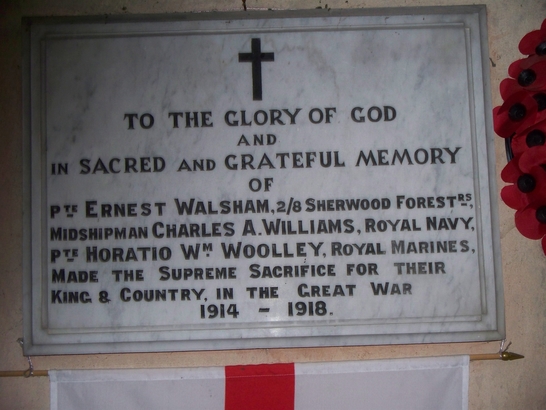 TO THE GLORY OF GOD
AND
IN SACRED AND GRATEFUL MEMORY
OF
PTE ERNEST WALSHAM, 2/8 SHERWOOD FORESTRS,
MIDSHIPMAN CHARLES A. WILLIAMS, ROYAL NAVY,
PTE HORATIO WM WOOLLEY, ROYAL MARINES,
MADE THE SUPREME SACRIFICE FOR THEIR
KING & COUNTRY, IN THE GREAT WAR
1914 - 1918.